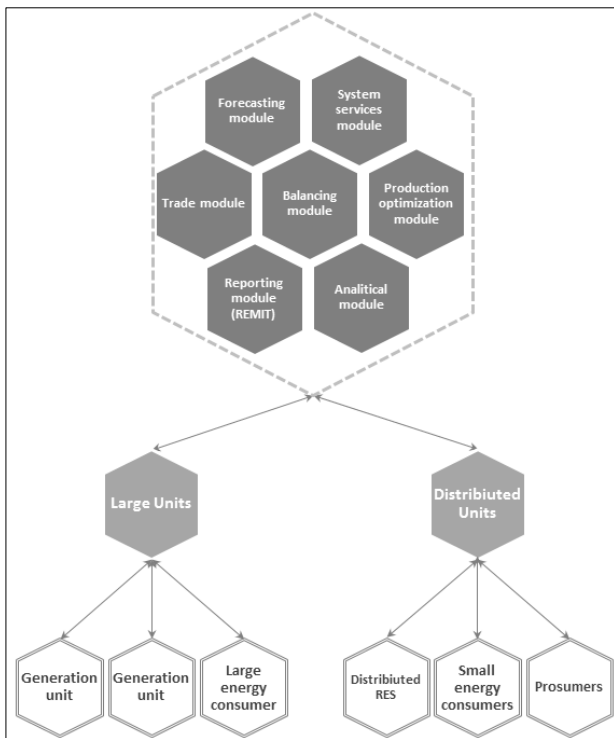 Forecasting
module
System
services
module
Trade module
Balancing
module
Production
optimization
module
Reporting
module
(REMIT)
Analitical
module
Large Units
Distribiuted
Units
Generation
unit
Generation
unit
Large
energy
consumer
Distribiuted
RES
Small
energy
consumers
Prosumers